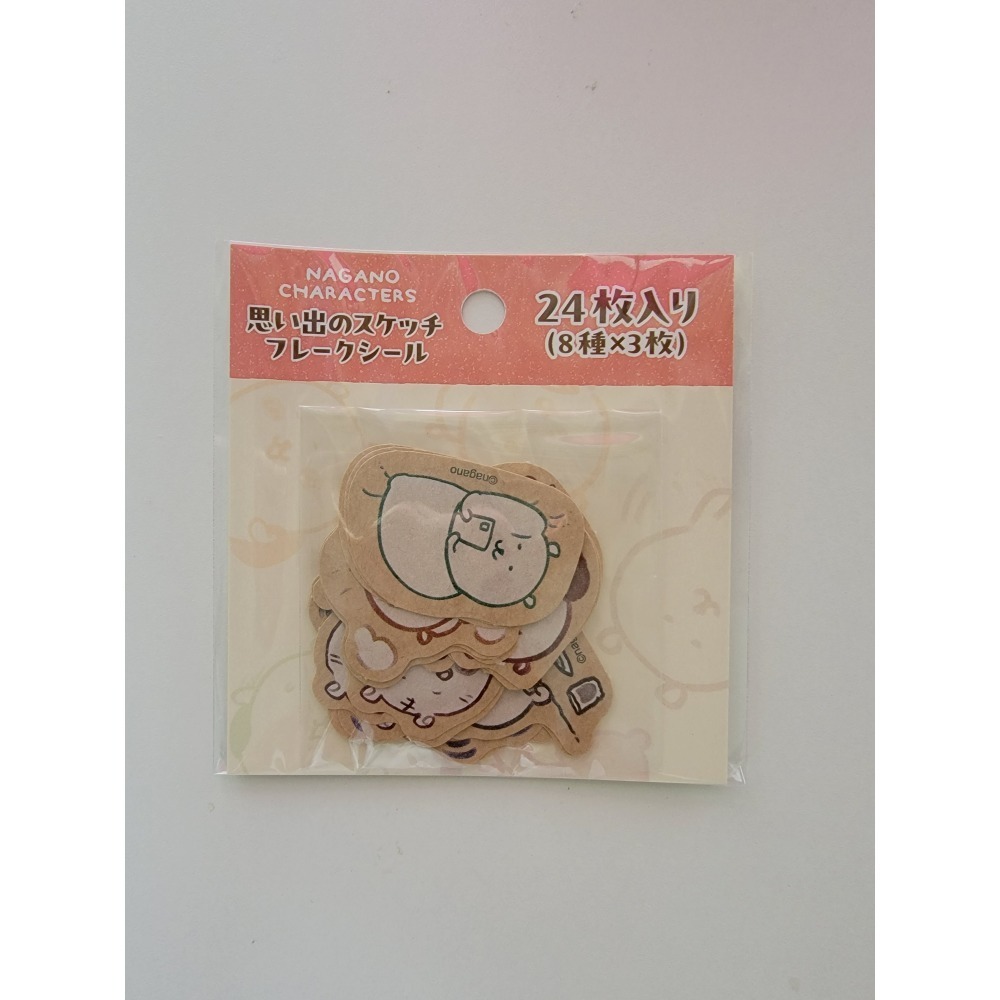 NAGANO
CHARACTERS
思い出のスケッチ
フレークシール
24枚入り
(8種×3枚)
©nagano
©na